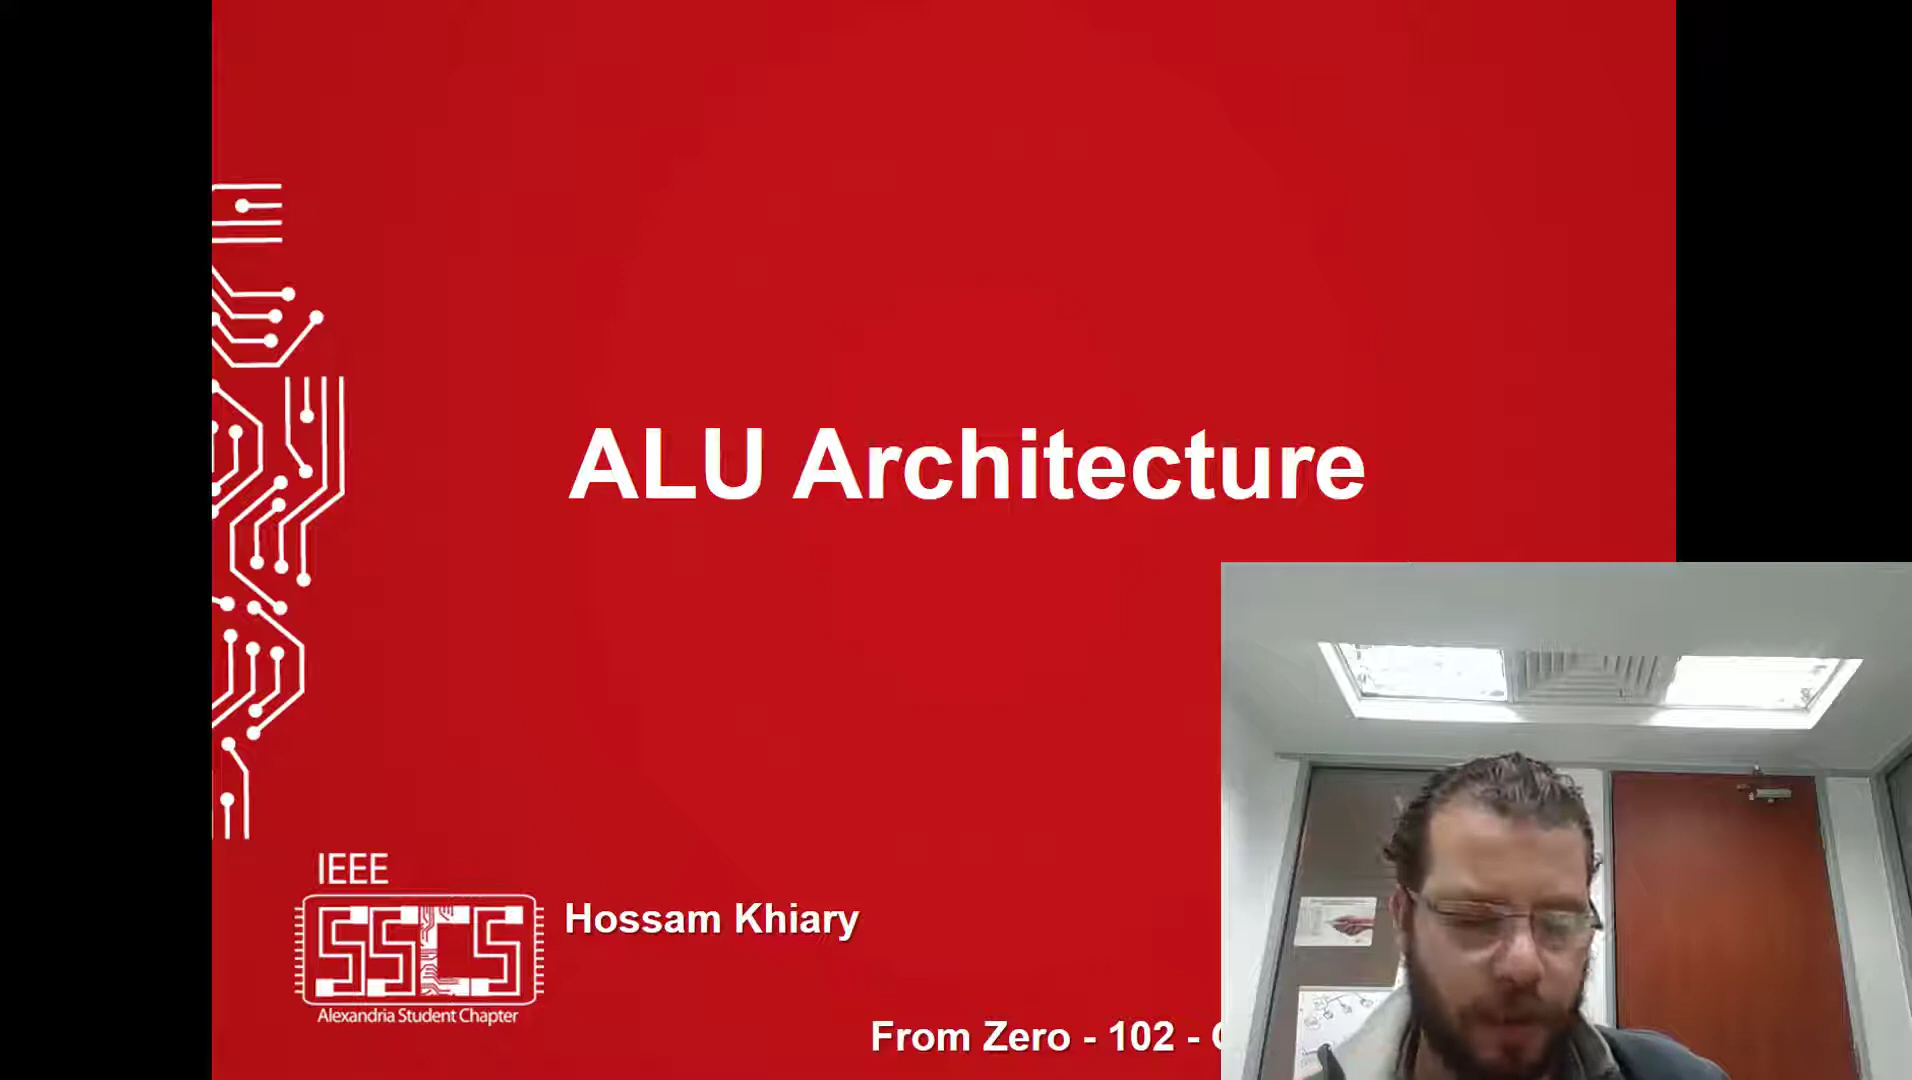 ALU Architecture
IEEE
SSCS
Alexandria Student Chapter
Hossam Khiary
From Zero - 102 -